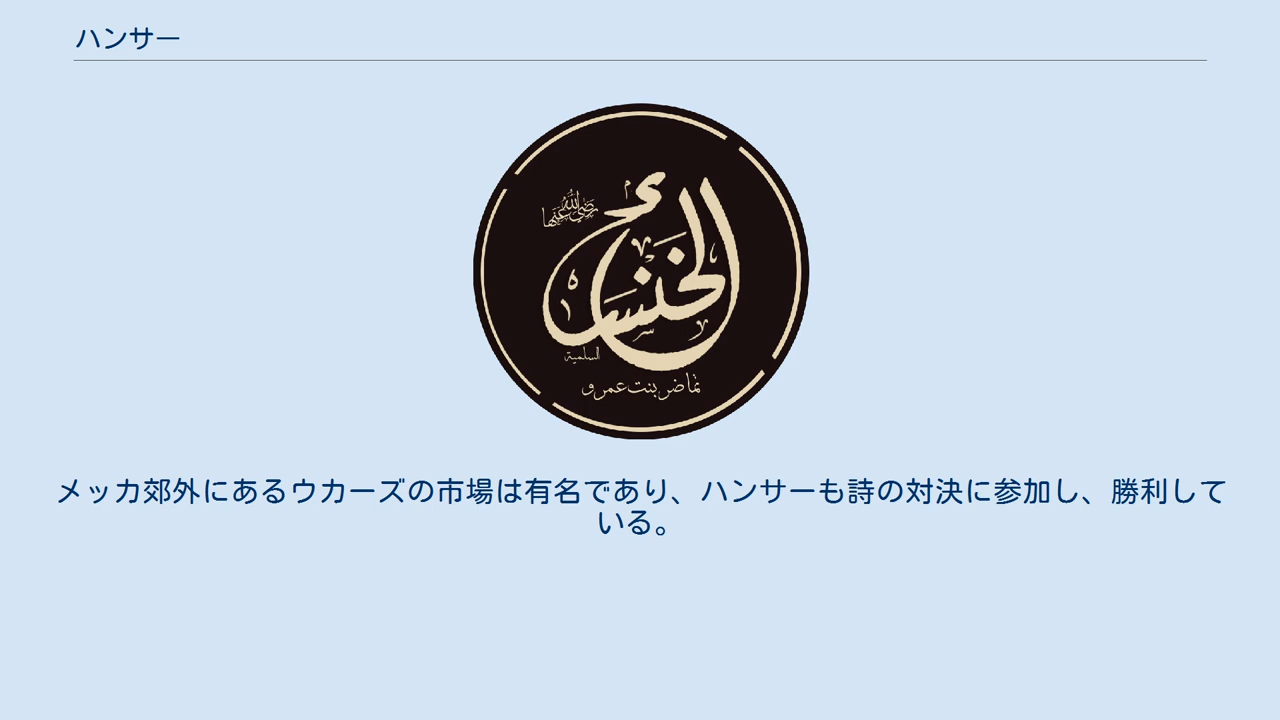 ハンサー
رضي الله عنها
الخنساء
السلمية
تماضر بنت عمرو
メッカ郊外にあるウカーズの市場は有名であり、ハンサーも詩の対決に参加し、勝利して
いる。